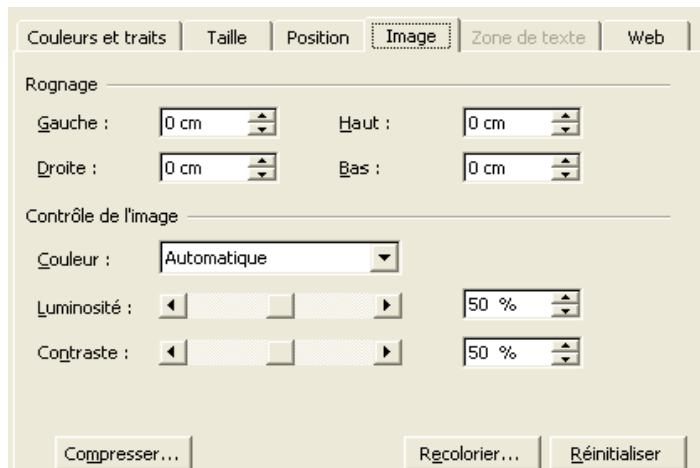 Couleurs et traits Taille Position Image Zone de texte Web
Rognage
Gauche : 0 cm Haut : 0 cm
Droite : 0 cm Bas : 0 cm
Contrôle de l'image
Couleur : Automatique
Luminosité : 50 %
Contraste : 50 %
Compresser... Recolorier... Réinitialiser